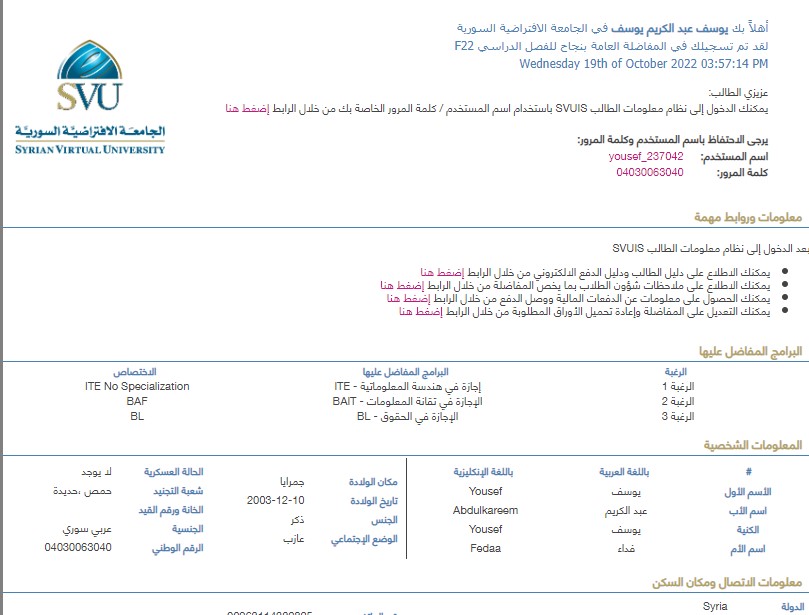 أهلاً بك يوسف عبد الكريم يوسف في الجامعة الافتراضية السورية
لقد تم تسجيلك في المفاضلة العامة بنجاح للفصل الدراسي F22
Wednesday 19th of October 2022 03:57:14 PM
SVU
الجامعة الافتراضية السورية
SYRIAN VIRTUAL UNIVERSITY
عزيزي الطالب:
يمكنك الدخول إلى نظام معلومات الطالب SVUIS باستخدام اسم المستخدم / كلمة المرور الخاصة بك من خلال الرابط إضغط هنا
يرجى الاحتفاظ باسم المستخدم وكلمة المرور:
اسم المستخدم: yousef_237042
كلمة المرور: 04030063040
معلومات وروابط مهمة
بعد الدخول إلى نظام معلومات الطالب SVUIS
يمكنك الاطلاع على دليل الطالب ودليل الدفع الالكتروني من خلال الرابط إضغط هنا
يمكنك الاطلاع على ملاحظات شؤون الطلاب بما يخص المفاضلة من خلال الرابط إضغط هنا
يمكنك الحصول على معلومات عن الدفعات المالية ووصل الدفع من خلال الرابط إضغط هنا
يمكنك التعديل على المفاضلة وإعادة تحميل الأوراق المطلوبة من خلال الرابط إضغط هنا
البرامج المفاضل عليها
الرغبة البرامج المفاضل عليها الاختصاص
الرغبة 1 إجازة في هندسة المعلوماتية - ITE ITE No Specialization
الرغبة 2 الإجازة في تقانة المعلومات - BAIT BAF
الرغبة 3 الإجازة في الحقوق - BL BL
المعلومات الشخصية
# باللغة العربية باللغة الإنكليزية
الأسم الأول يوسف Yousef
اسم الأب عبد الكريم Abdulkareem
الكنية يوسف Yousef
اسم الأم فداء Fedaa
مكان الولادة جمرايا
تاريخ الولادة 2003-12-10
الجنس ذكر
الوضع الإجتماعي عازب
الحالة العسكرية لا يوجد
شعبة التجنيد حمص ،حديدة
الخانة ورقم القيد
الجنسية عربي سوري
الرقم الوطني 04030063040
معلومات الاتصال ومكان السكن
الدولة Syria